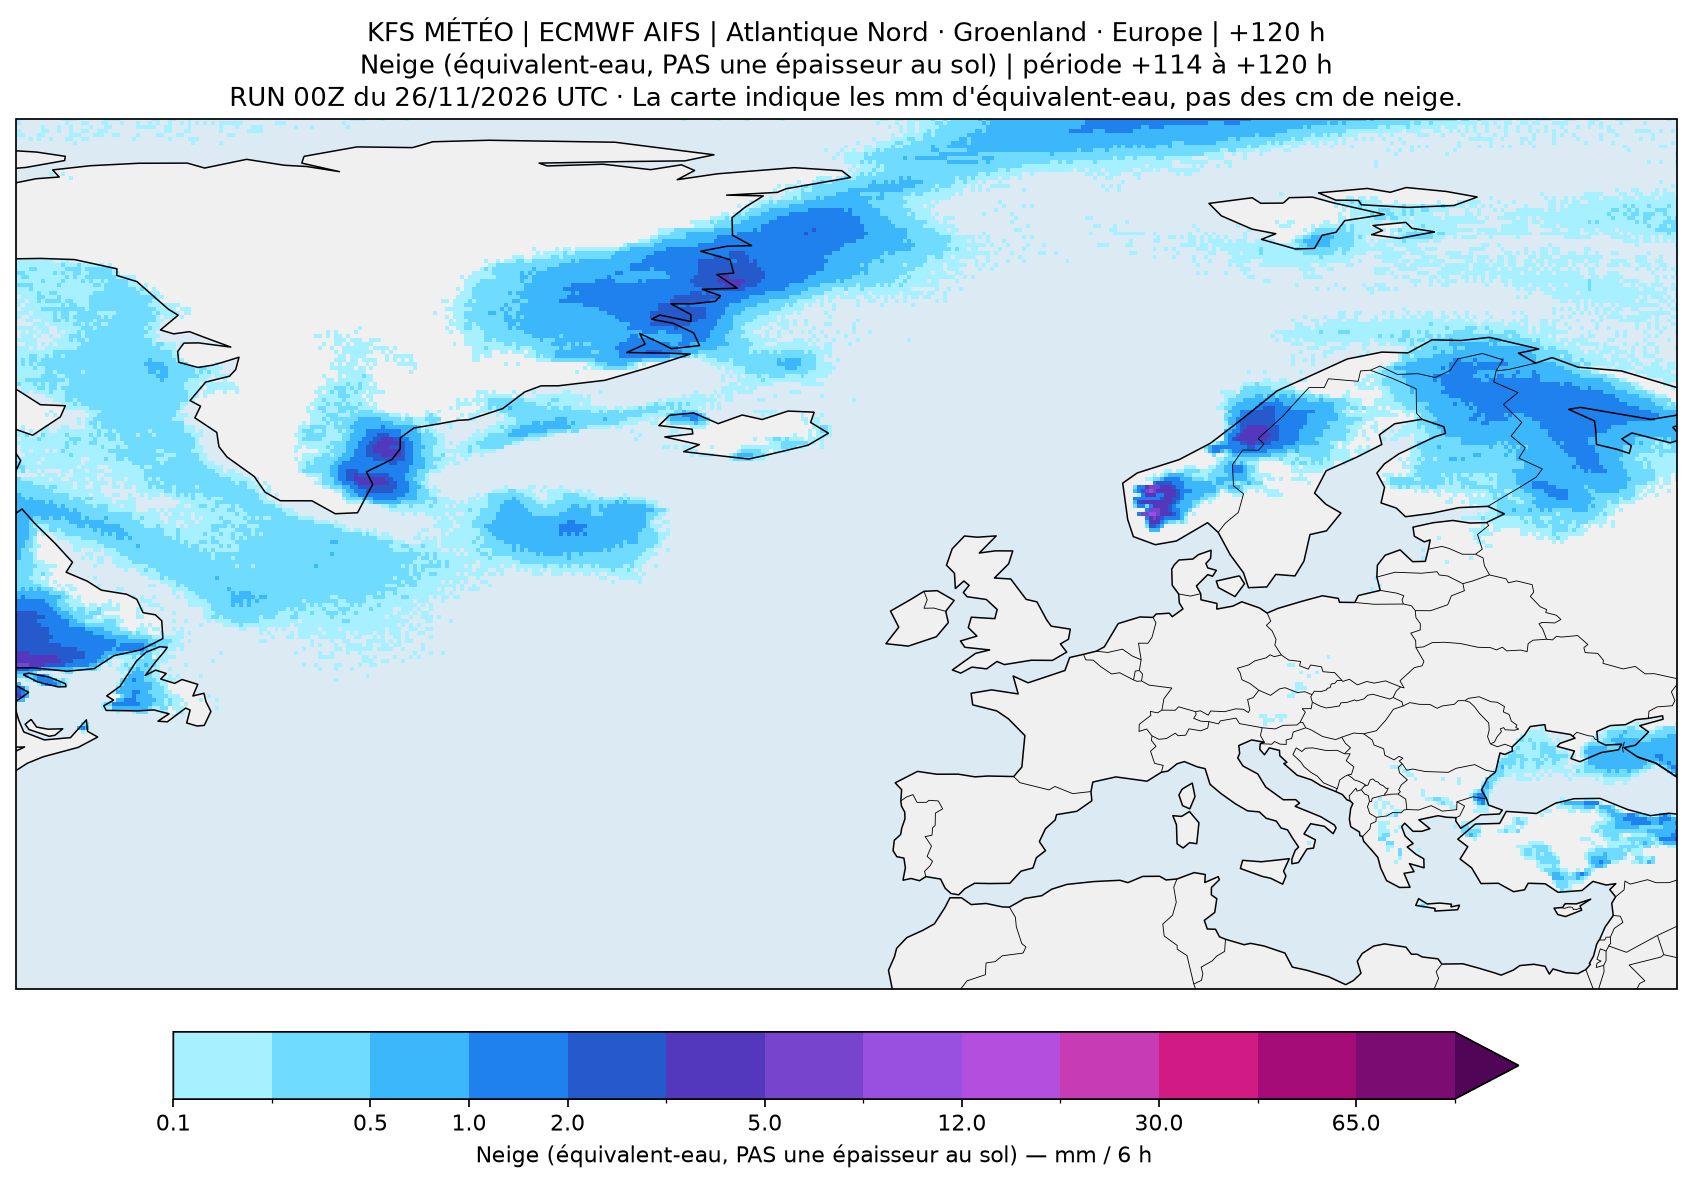 KFS MÉTÉO | ECMWF AIFS | Atlantique Nord · Groenland · Europe | +120 h
Neige (équivalent-eau, PAS une épaisseur au sol) | période +114 à +120 h
RUN 00Z du 26/11/2026 UTC · La carte indique les mm d'équivalent-eau, pas des cm de neige.
0.1 0.5 1.0 2.0 5.0 12.0 30.0 65.0
Neige (équivalent-eau, PAS une épaisseur au sol) — mm / 6 h